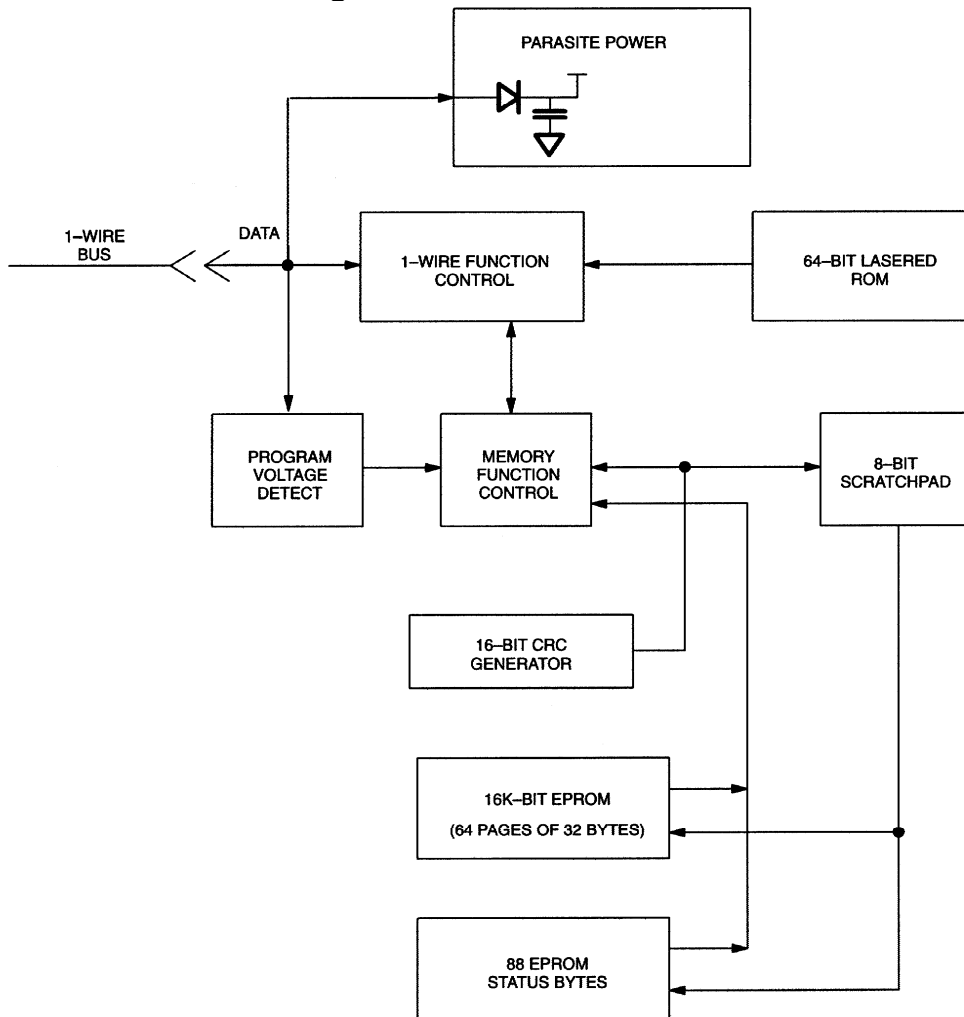 PARASITE POWER
1–WIRE
BUS
DATA
1–WIRE FUNCTION
CONTROL
64–BIT LASERED
ROM
PROGRAM
VOLTAGE
DETECT
MEMORY
FUNCTION
CONTROL
8–BIT
SCRATCHPAD
16–BIT CRC
GENERATOR
16K–BIT EPROM
(64 PAGES OF 32 BYTES)
88 EPROM
STATUS BYTES